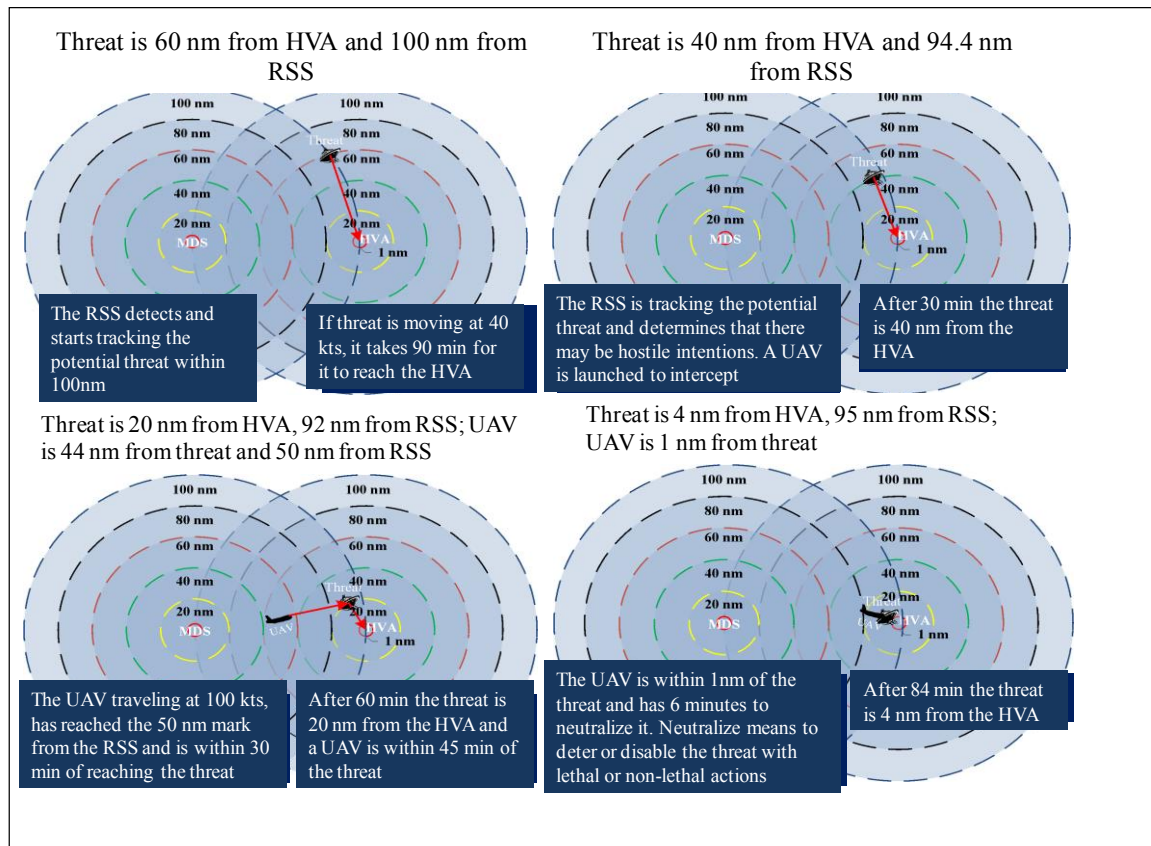 Threat is 60 nm from HVA and 100 nm from
RSS
100 nm
100 nm
80 nm
80 nm
Threat
60 nm
60 nm
40 nm
40 nm
20 nm
20 nm
MDS
HVA
1 nm
The RSS detects and
starts tracking the
potential threat within
100nm
If threat is moving at 40
kts, it takes 90 min for
it to reach the HVA
Threat is 40 nm from HVA and 94.4 nm
from RSS
100 nm
100 nm
80 nm
80 nm
60 nm
60 nm
Threat
40 nm
40 nm
20 nm
20 nm
MDS
HVA
1 nm
The RSS is tracking the potential
threat and determines that there
may be hostile intentions. A UAV
is launched to intercept
After 30 min the threat
is 40 nm from the
HVA
Threat is 20 nm from HVA, 92 nm from RSS; UAV
is 44 nm from threat and 50 nm from RSS
100 nm
100 nm
80 nm
80 nm
60 nm
60 nm
40 nm
40 nm
Threat
20 nm
20 nm
MDS
UAV
HVA
1 nm
The UAV traveling at 100 kts,
has reached the 50 nm mark
from the RSS and is within 30
min of reaching the threat
After 60 min the threat is
20 nm from the HVA and
a UAV is within 45 min of
the threat
Threat is 4 nm from HVA, 95 nm from RSS;
UAV is 1 nm from threat
100 nm
100 nm
80 nm
80 nm
60 nm
60 nm
40 nm
40 nm
20 nm
20 nm
Threat
MDS
UAV
HVA
1 nm
The UAV is within 1nm of the
threat and has 6 minutes to
neutralize it. Neutralize means to
deter or disable the threat with
lethal or non-lethal actions
After 84 min the threat
is 4 nm from the HVA